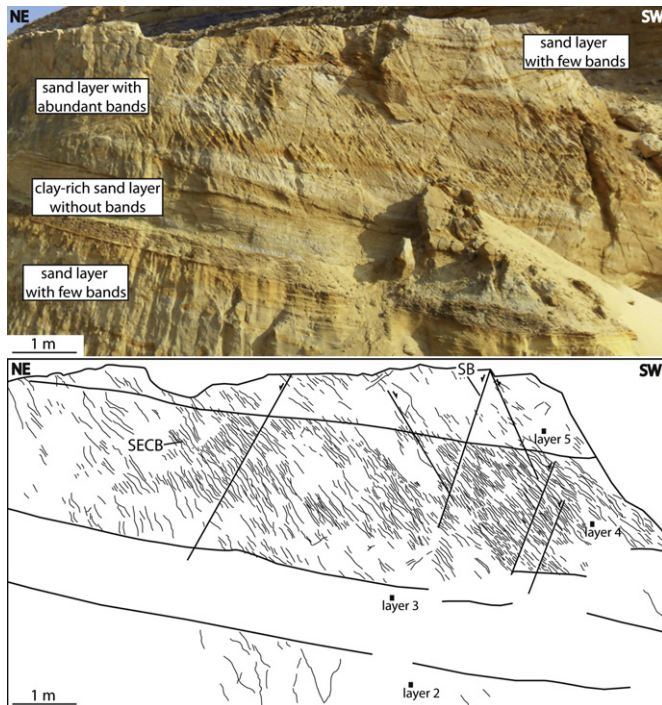 NE
SW
sand layer
with few bands
sand layer with
abundant bands
clay-rich sand layer
without bands
sand layer
with few bands
1 m
NE
SB
SW
SECB
layer 5
layer 4
layer 3
layer 2
1 m